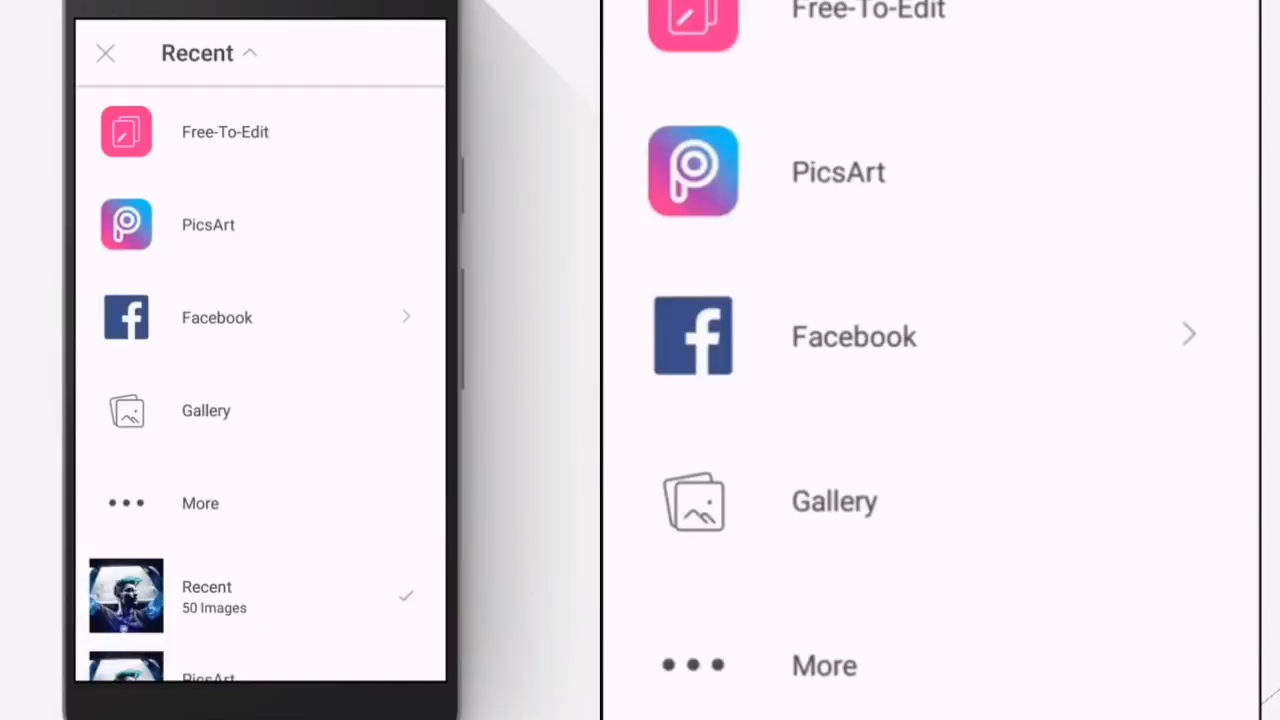 Recent
Free-To-Edit
PicsArt
Facebook
Gallery
More
Recent
50 Images
PicsArt
Free-To-Edit
PicsArt
Facebook
Gallery
More